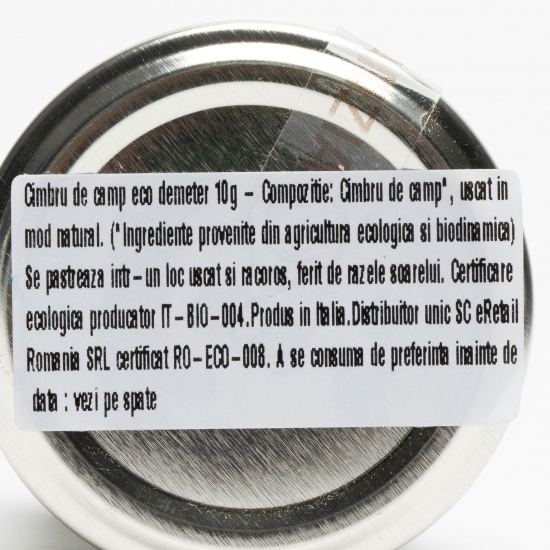 Cimbru de camp eco demeter 10g - Compozitie: Cimbru de camp*, uscat in
mod natural. (*Ingrediente provenite din agricultura ecologica si biodinamica)
Se pastreaza intr-un loc uscat si racoros, ferit de razele soarelui. Certificare
ecologica producator IT-BIO-004.Produs in Italia.Distribuitor unic SC eRetail
Romania SRL certificat RO-ECO-008. A se consuma de preferinta inainte de
data : vezi pe spate